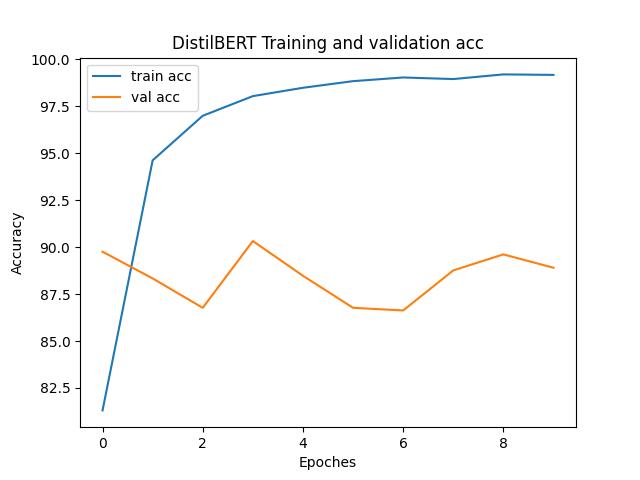 DistilBERT Training and validation acc
train acc
val acc
100.0
97.5
95.0
92.5
90.0
87.5
85.0
82.5
Accuracy
0 2 4 6 8
Epoches